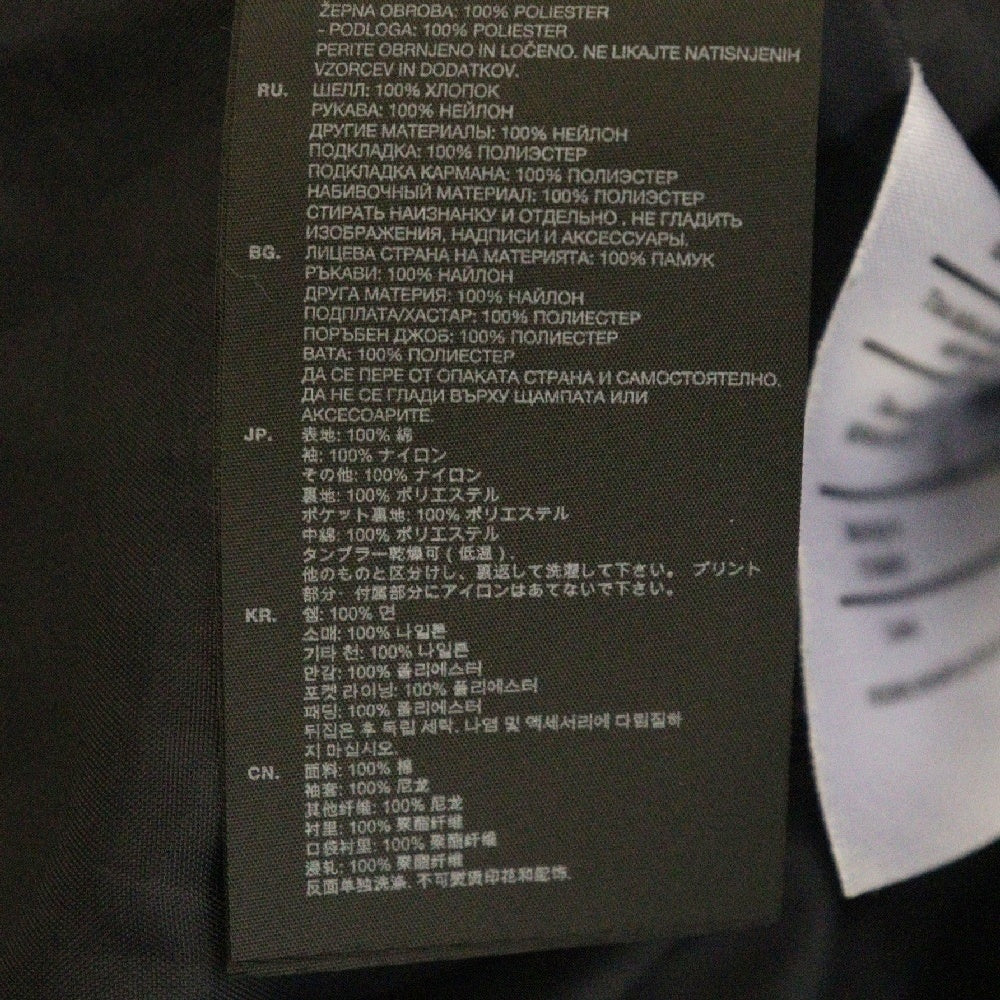 ŽEPNA OBROBA: 100% POLIESTER
- PODLOGA: 100% POLIESTER
PERITE OBRNJENO IN LOČENO. NE LIKAJTE NATISNJENIH
VZORCEV IN DODATKOV.
RU. ШЕЛЛ: 100% ХЛОПОК
РУКАВА: 100% НЕЙЛОН
ДРУГИЕ МАТЕРИАЛЫ: 100% НЕЙЛОН
ПОДКЛАДКА: 100% ПОЛИЭСТЕР
ПОДКЛАДКА КАРМАНА: 100% ПОЛИЭСТЕР
НАБИВОЧНЫЙ МАТЕРИАЛ: 100% ПОЛИЭСТЕР
СТИРАТЬ НАИЗНАНКУ И ОТДЕЛЬНО . НЕ ГЛАДИТЬ
ИЗОБРАЖЕНИЯ, НАДПИСИ И АКСЕССУАРЫ.
BG. ЛИЦЕВА СТРАНА НА МАТЕРИЯТА: 100% ПАМУК
РЪКАВИ: 100% НАЙЛОН
ДРУГА МАТЕРИЯ: 100% НАЙЛОН
ПОДПЛАТА/ХАСТАР: 100% ПОЛИЕСТЕР
ПОРЪБЕН ДЖОБ: 100% ПОЛИЕСТЕР
ВАТА: 100% ПОЛИЕСТЕР
ДА СЕ ПЕРЕ ОТ ОПАКАТА СТРАНА И САМОСТОЯТЕЛНО.
ДА НЕ СЕ ГЛАДИ ВЪРХУ ЩАМПАТА ИЛИ
АКСЕСОАРИТЕ.
JP. 表地: 100% 綿
袖: 100% ナイロン
その他: 100% ナイロン
裏地: 100% ポリエステル
ポケット裏地: 100% ポリエステル
中綿: 100% ポリエステル
タンブラー乾燥可 ( 低温 ) .
他のものと区分けし、裏返して洗濯して下さい。 プリント
部分・付属部分にアイロンはあてないで下さい。
KR. 쉘: 100% 면
소매: 100% 나일론
기타 천: 100% 나일론
안감: 100% 폴리에스터
포켓 라이닝: 100% 폴리에스터
패딩: 100% 폴리에스터
뒤집은 후 독립 세탁. 나염 및 액세서리에 다림질하
지 마십시오.
CN. 面料: 100% 棉
袖套: 100% 尼龙
其他纤维: 100% 尼龙
衬里: 100% 聚酯纤维
口袋衬里: 100% 聚酯纤维
浸轧: 100% 聚酯纤维
反面单独洗涤. 不可熨烫印花和配饰.